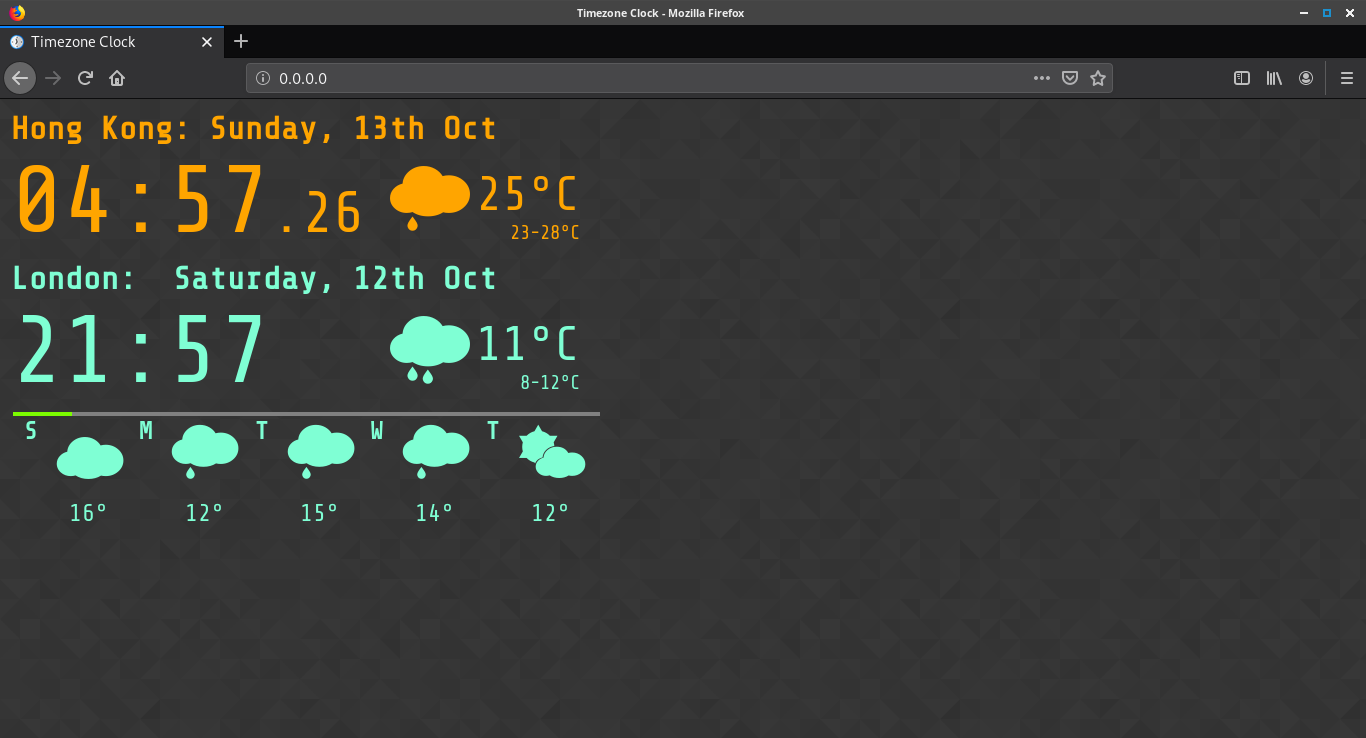 Timezone Clock - Mozilla Firefox
Timezone Clock
0.0.0.0
Hong Kong: Sunday, 13th Oct
04:57.26 25°C
23-28°C
London: Saturday, 12th Oct
21:57 11°C
8-12°C
S M T W T
16° 12° 15° 14° 12°